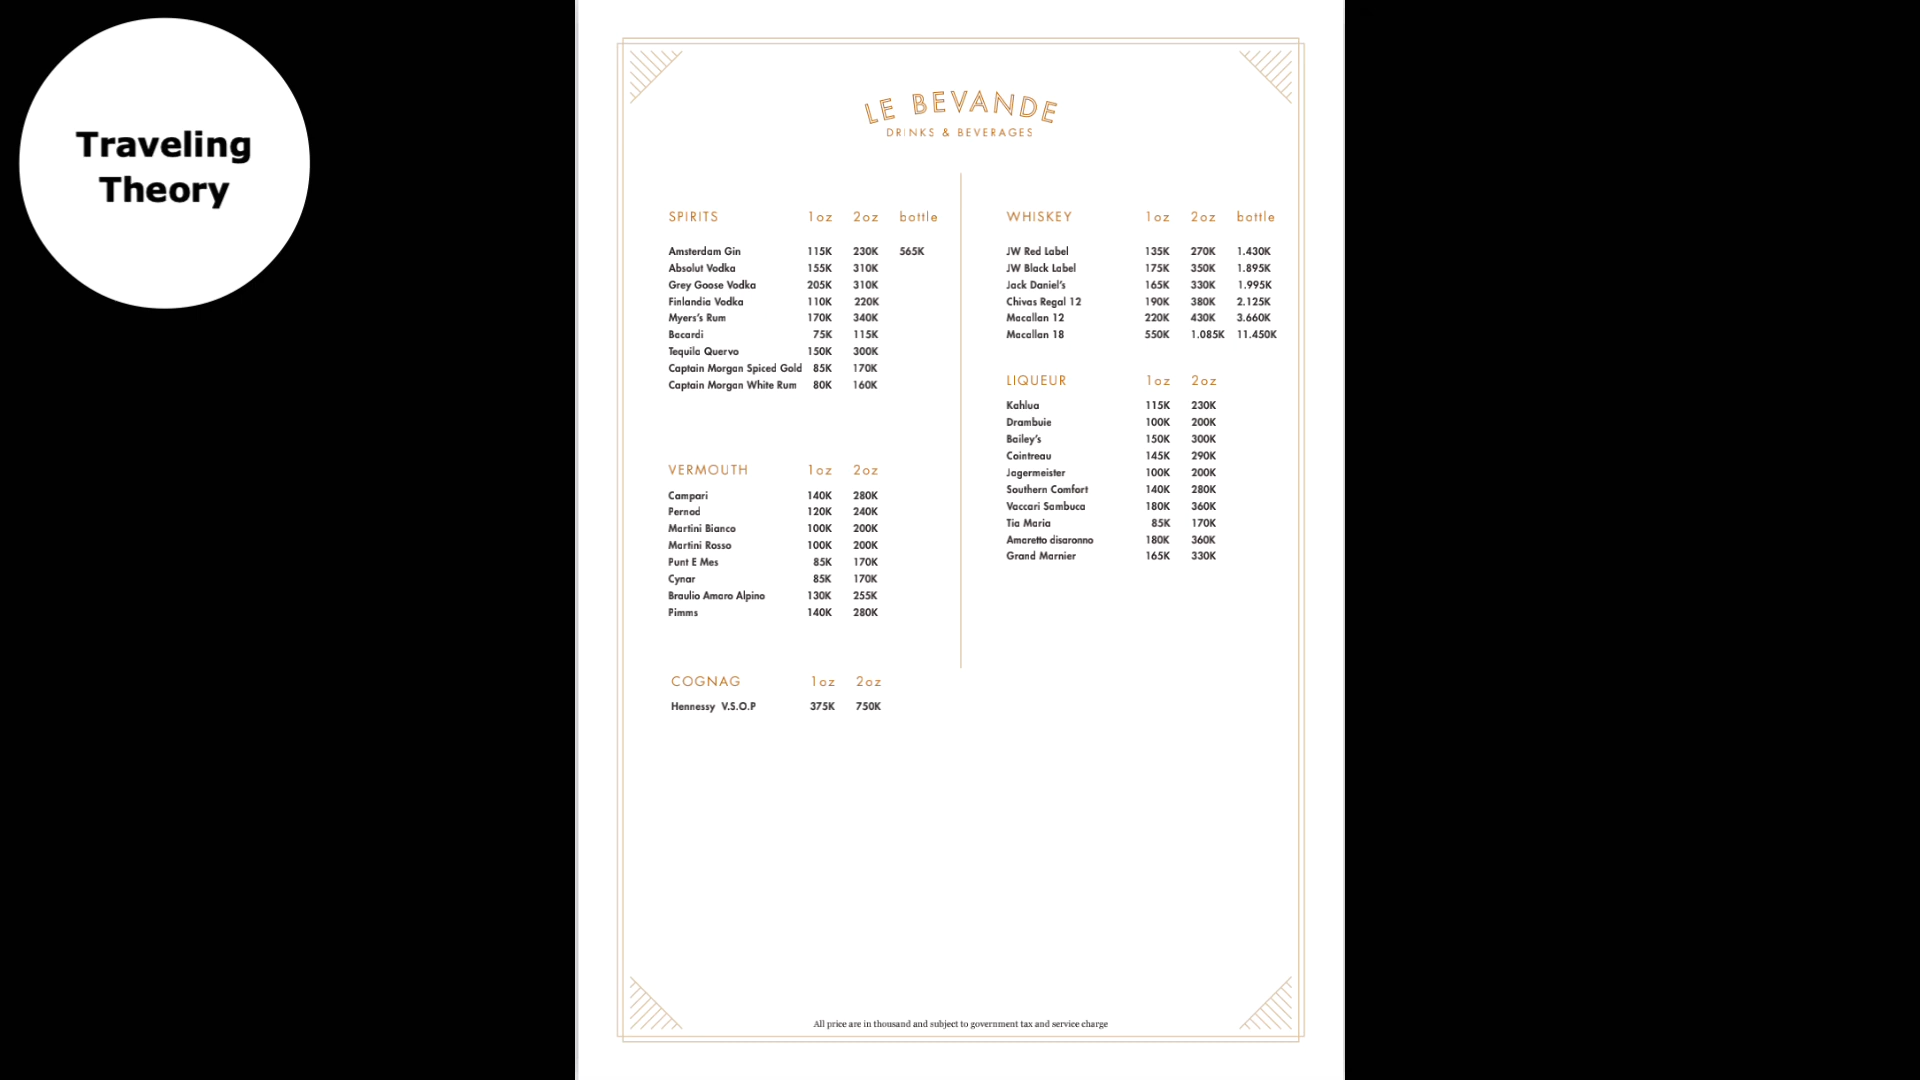 Traveling
Theory
LE BEVANDE
DRINKS & BEVERAGES
SPIRITS 1oz 2oz bottle
Amsterdam Gin 115K 230K 565K
Absolut Vodka 155K 310K
Grey Goose Vodka 205K 310K
Finlandia Vodka 110K 220K
Myers's Rum 170K 340K
Bacardi 75K 115K
Tequila Quervo 150K 300K
Captain Morgan Spiced Gold 85K 170K
Captain Morgan White Rum 80K 160K
VERMOUTH 1oz 2oz
Campari 140K 280K
Pernod 120K 240K
Martini Bianco 100K 200K
Martini Rosso 100K 200K
Punt E Mes 85K 170K
Cynar 85K 170K
Braulio Amaro Alpino 130K 255K
Pimms 140K 280K
COGNAG 1oz 2oz
Hennessy V.S.O.P 375K 750K
WHISKEY 1oz 2oz bottle
JW Red Label 135K 270K 1.430K
JW Black Label 175K 350K 1.895K
Jack Daniel's 165K 330K 1.995K
Chivas Regal 12 190K 380K 2.125K
Macallan 12 220K 430K 3.660K
Macallan 18 550K 1.085K 11.450K
LIQUEUR 1oz 2oz
Kahlua 115K 230K
Drambuie 100K 200K
Bailey's 150K 300K
Cointreau 145K 290K
Jagermeister 100K 200K
Southern Comfort 140K 280K
Vaccari Sambuca 180K 360K
Tia Maria 85K 170K
Amaretto disaronno 180K 360K
Grand Marnier 165K 330K
All price are in thousand and subject to government tax and service charge